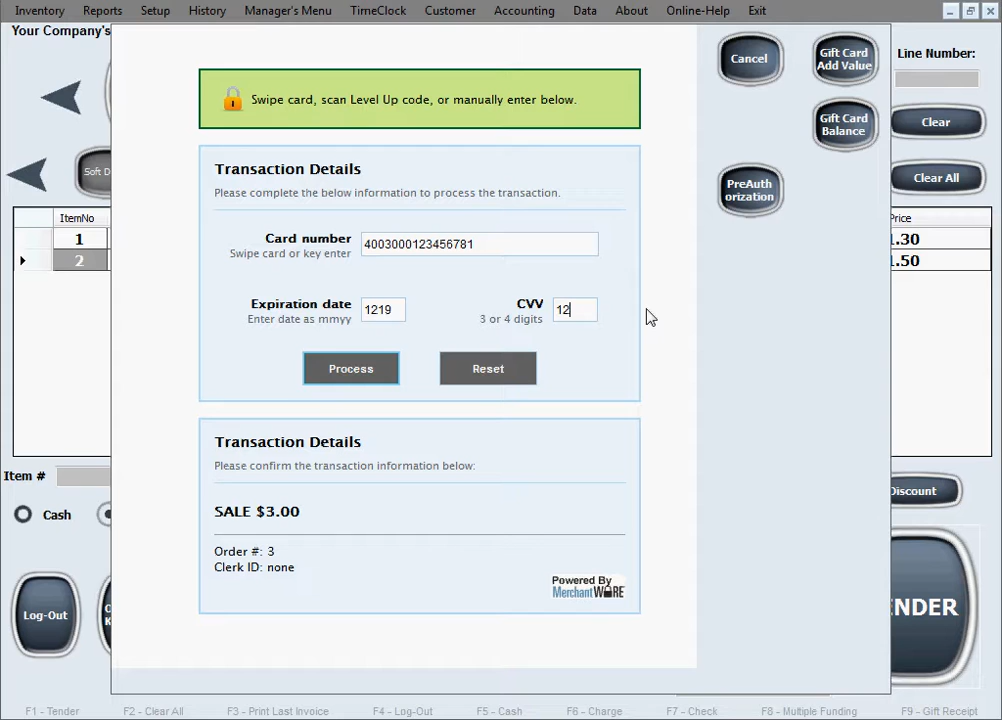 Inventory Reports Setup History Manager's Menu TimeClock Customer Accounting Data About Online-Help Exit
Your Company's
Line Number:
Swipe card, scan Level Up code, or manually enter below.
Cancel
Gift Card
Add Value
Gift Card
Balance
Clear
PreAuth
orization
Clear All
Soft D
Transaction Details
Please complete the below information to process the transaction.
ItemNo
Price
1
1.30
2
1.50
Card number
Swipe card or key enter
4003000123456781
Expiration date
Enter date as mmyy
1219
CVV
3 or 4 digits
12
Process
Reset
Transaction Details
Please confirm the transaction information below:
Item #
Discount
Cash
SALE $3.00
Order #: 3
Clerk ID: none
Powered By
MerchantWARE
Log-Out
ENDER
F1 - Tender F2 - Clear All F3 - Print Last Invoice F4 - Log-Out F5 - Cash F6 - Charge F7 - Check F8 - Multiple Funding F9 - Gift Receipt